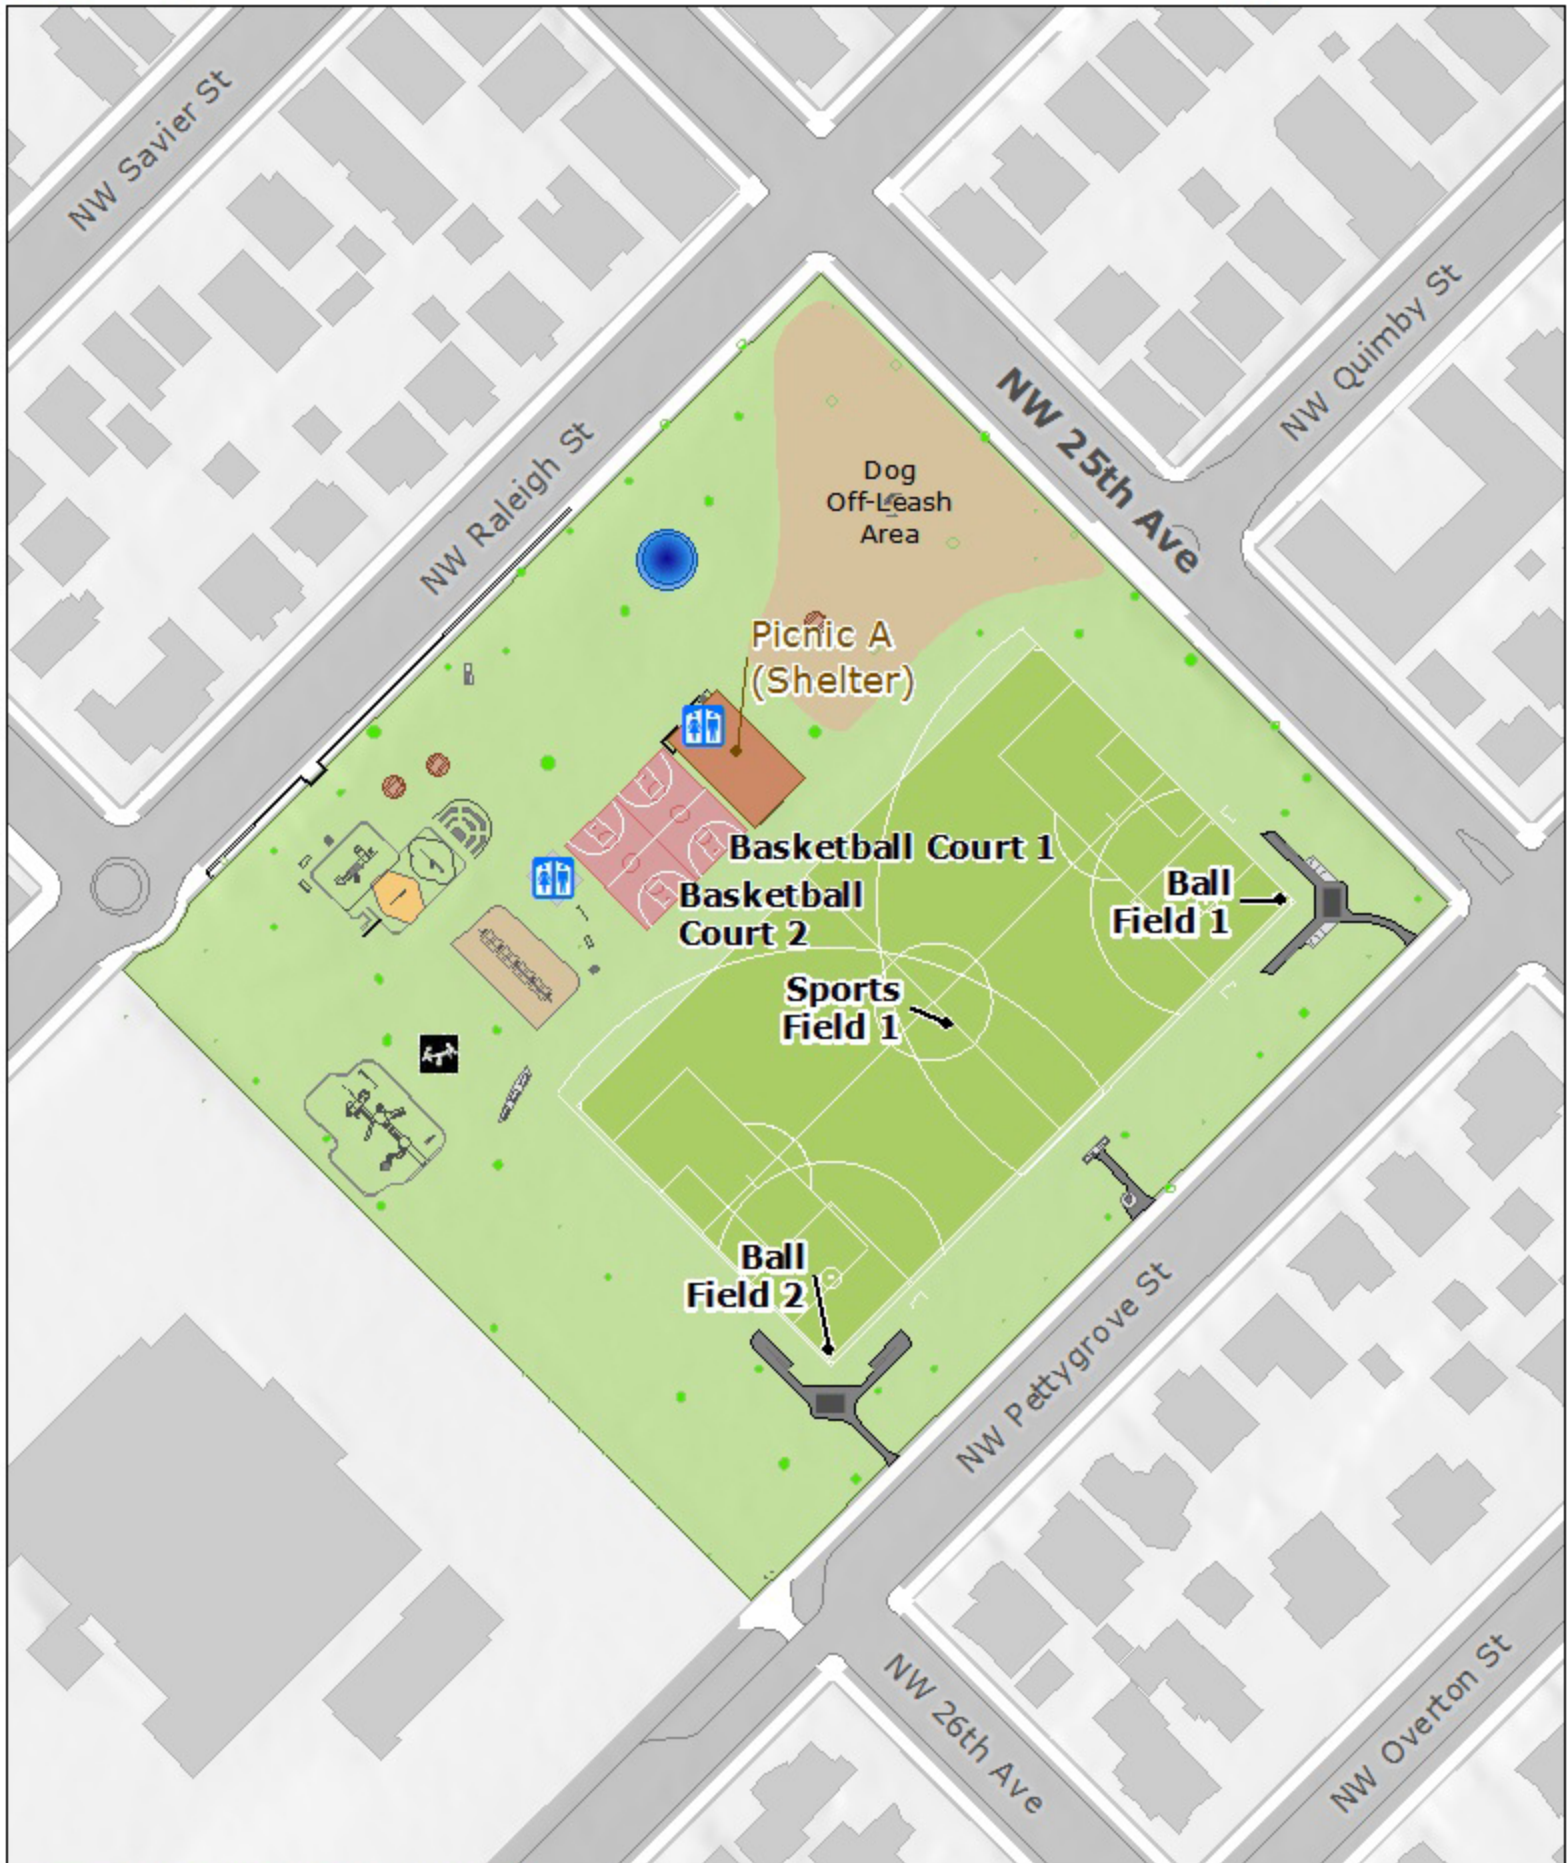 NW Savier St
NW Raleigh St
NW 25th Ave
NW Quimby St
Dog
Off-Leash
Area
Picnic A
(Shelter)
Basketball Court 1
Basketball
Court 2
Ball
Field 1
Sports
Field 1
Ball
Field 2
NW Pettygrove St
NW 26th Ave
NW Overton St